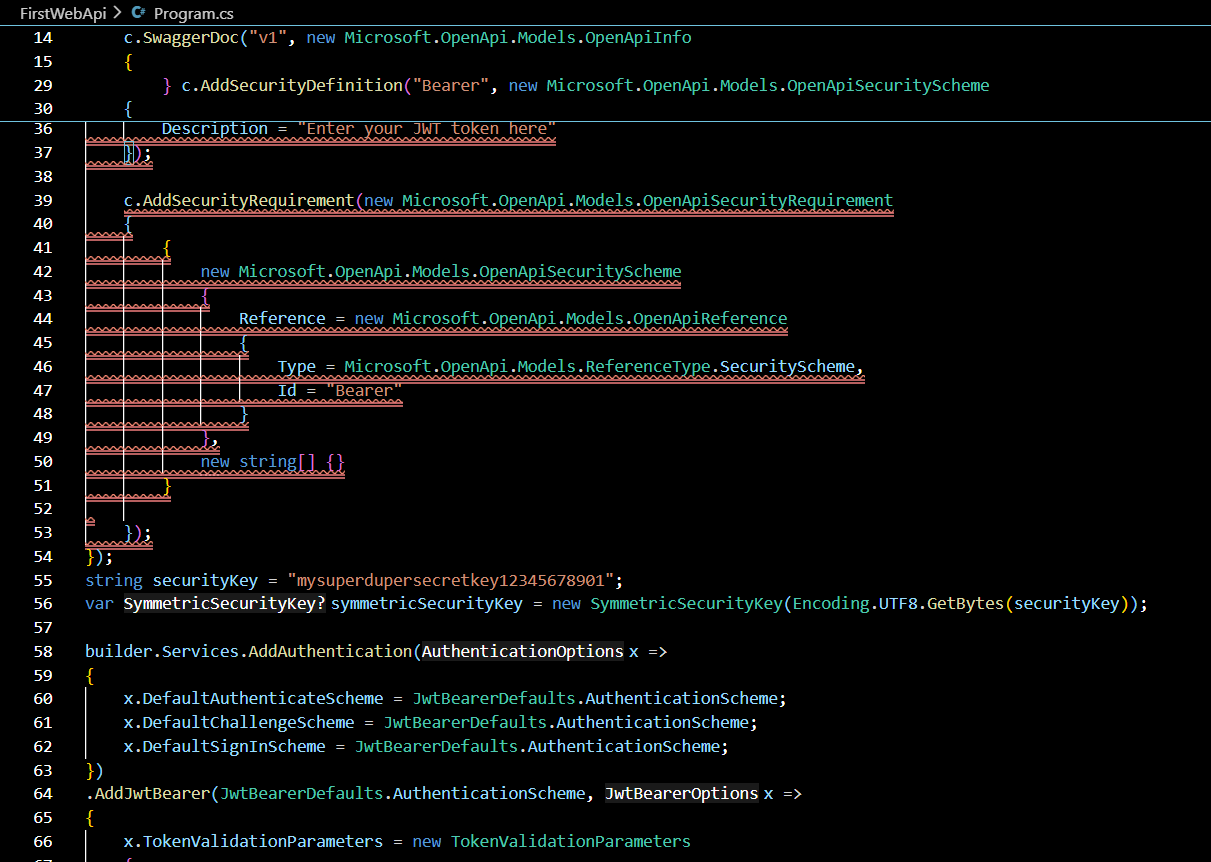 FirstWebApi > Program.cs
14 c.SwaggerDoc("v1", new Microsoft.OpenApi.Models.OpenApiInfo
15 {
29 } c.AddSecurityDefinition("Bearer", new Microsoft.OpenApi.Models.OpenApiSecurityScheme
30 {
36 Description = "Enter your JWT token here"
37 });
38
39 c.AddSecurityRequirement(new Microsoft.OpenApi.Models.OpenApiSecurityRequirement
40 {
41 {
42 new Microsoft.OpenApi.Models.OpenApiSecurityScheme
43 {
44 Reference = new Microsoft.OpenApi.Models.OpenApiReference
45 {
46 Type = Microsoft.OpenApi.Models.ReferenceType.SecurityScheme,
47 Id = "Bearer"
48 }
49 },
50 new string[] {}
51 }
52
53 });
54 });
55 string securityKey = "mysuperdupersecretkey12345678901";
56 var SymmetricSecurityKey? symmetricSecurityKey = new SymmetricSecurityKey(Encoding.UTF8.GetBytes(securityKey));
57
58 builder.Services.AddAuthentication(AuthenticationOptions x =>
59 {
60 x.DefaultAuthenticateScheme = JwtBearerDefaults.AuthenticationScheme;
61 x.DefaultChallengeScheme = JwtBearerDefaults.AuthenticationScheme;
62 x.DefaultSignInScheme = JwtBearerDefaults.AuthenticationScheme;
63 })
64 .AddJwtBearer(JwtBearerDefaults.AuthenticationScheme, JwtBearerOptions x =>
65 {
66 x.TokenValidationParameters = new TokenValidationParameters
67 {